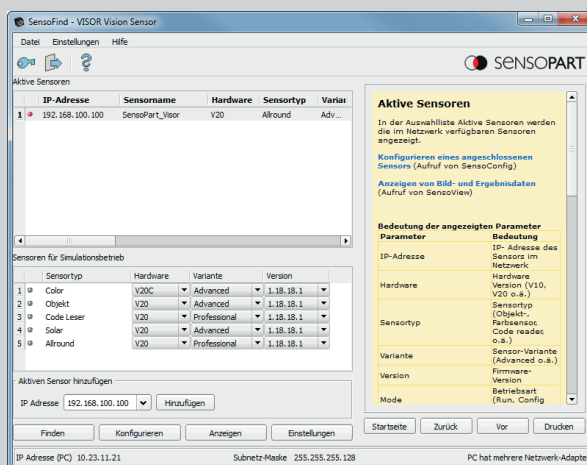 SensoFind - VISOR Vision Sensor
Datei Einstellungen Hilfe
SENSOPART
Aktive Sensoren
IP-Adresse Sensorname Hardware Sensortyp Varian
1 192.168.100.100 SensoPart_Visor V20 Allround Adv...
Sensoren für Simulationsbetrieb
Sensortyp Hardware Variante Version
1 Color V20C Advanced 1.18.18.1
2 Objekt V20 Advanced 1.18.18.1
3 Code Leser V20 Professional 1.18.18.1
4 Solar V20 Advanced 1.18.18.1
5 Allround V20 Professional 1.18.18.1
Aktiven Sensor hinzufügen
IP Adresse 192.168.100.100 Hinzufügen
Finden Konfigurieren Anzeigen Einstellungen
Aktive Sensoren
In der Auswahlliste Aktive Sensoren werden
die im Netzwerk verfügbaren Sensoren
angezeigt.
Konfigurieren eines angeschlossenen
Sensors (Aufruf von SensoConfig)
Anzeigen von Bild- und Ergebnisdaten
(Aufruf von SensoView)
Bedeutung der angezeigten Parameter
Parameter Bedeutung
IP-Adresse IP- Adresse des
Sensors im
Netzwerk
Hardware Hardware
Version (V10,
V20 o.ä.)
Sensortyp Sensortyp
(Objekt-,
Farbsensor,
Code reader,
o.ä.)
Variante Sensor-Variante
(Advanced o.ä.)
Version Firmware-
Version
Mode Betriebsart
(Run, Config
Startseite Zurück Vor Drucken
IP Adresse (PC) 10.23.11.21 Subnetz-Maske 255.255.255.128 PC hat mehrere Netzwerk-Adapte